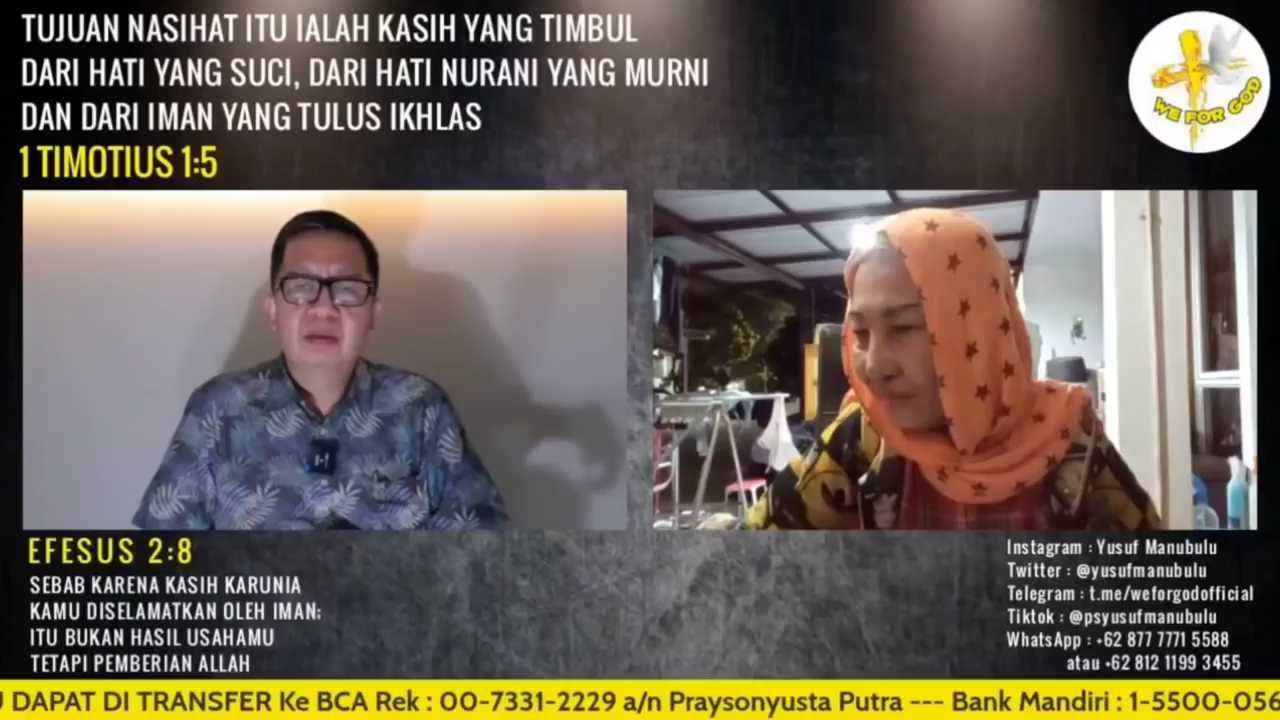 TUJUAN NASIHAT ITU IALAH KASIH YANG TIMBUL
DARI HATI YANG SUCI, DARI HATI NURANI YANG MURNI
DAN DARI IMAN YANG TULUS IKHLAS
1 TIMOTIUS 1:5
WE FOR GOD
EFESUS 2:8
SEBAB KARENA KASIH KARUNIA
KAMU DISELAMATKAN OLEH IMAN;
ITU BUKAN HASIL USAHAMU
TETAPI PEMBERIAN ALLAH
Instagram : Yusuf Manubulu
Twitter : @yusufmanubulu
Telegram : t.me/weforgodofficial
Tiktok : @psyusufmanubulu
WhatsApp : +62 877 7771 5588
atau +62 812 1199 3455
U DAPAT DI TRANSFER Ke BCA Rek : 00-7331-2229 a/n Praysonyusta Putra --- Bank Mandiri : 1-5500-056